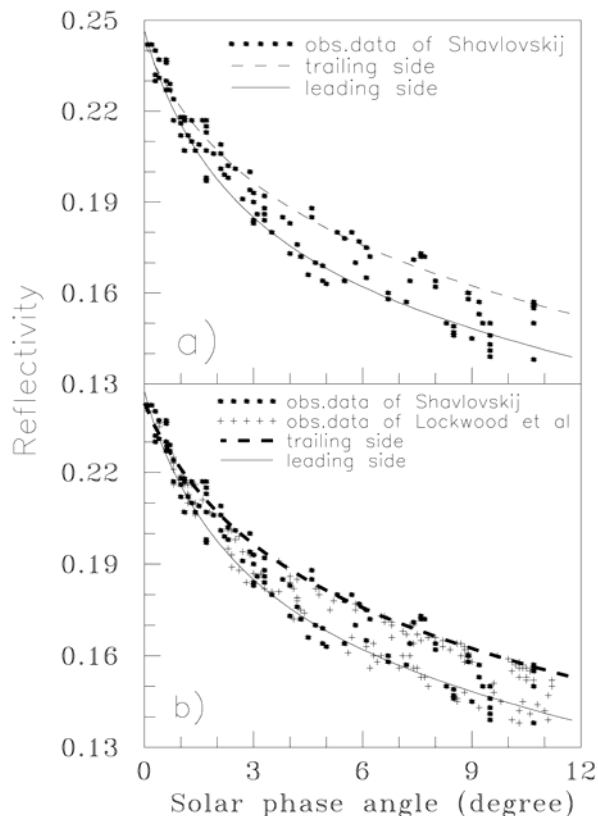 0.25
obs.data of Shavlovskij
trailing side
leading side
0.22
0.19
0.16
a)
0.13
Reflectivity
obs.data of Shavlovskij
obs.data of Lockwood et al
trailing side
leading side
0.22
0.19
0.16
b)
0.13
0 3 6 9 12
Solar phase angle (degree)